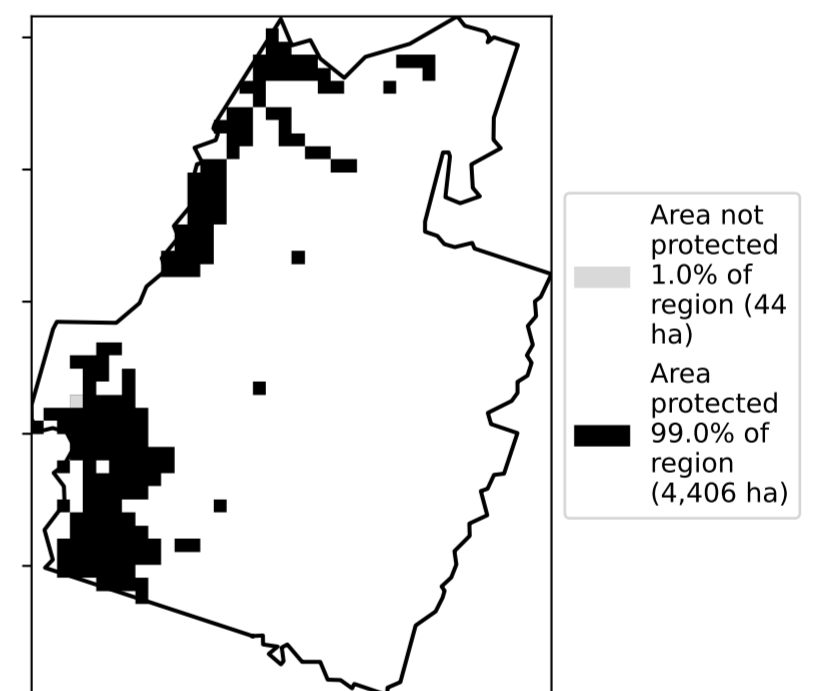 Area not
protected
1.0% of
region (44
ha)
Area
protected
99.0% of
region
(4,406 ha)